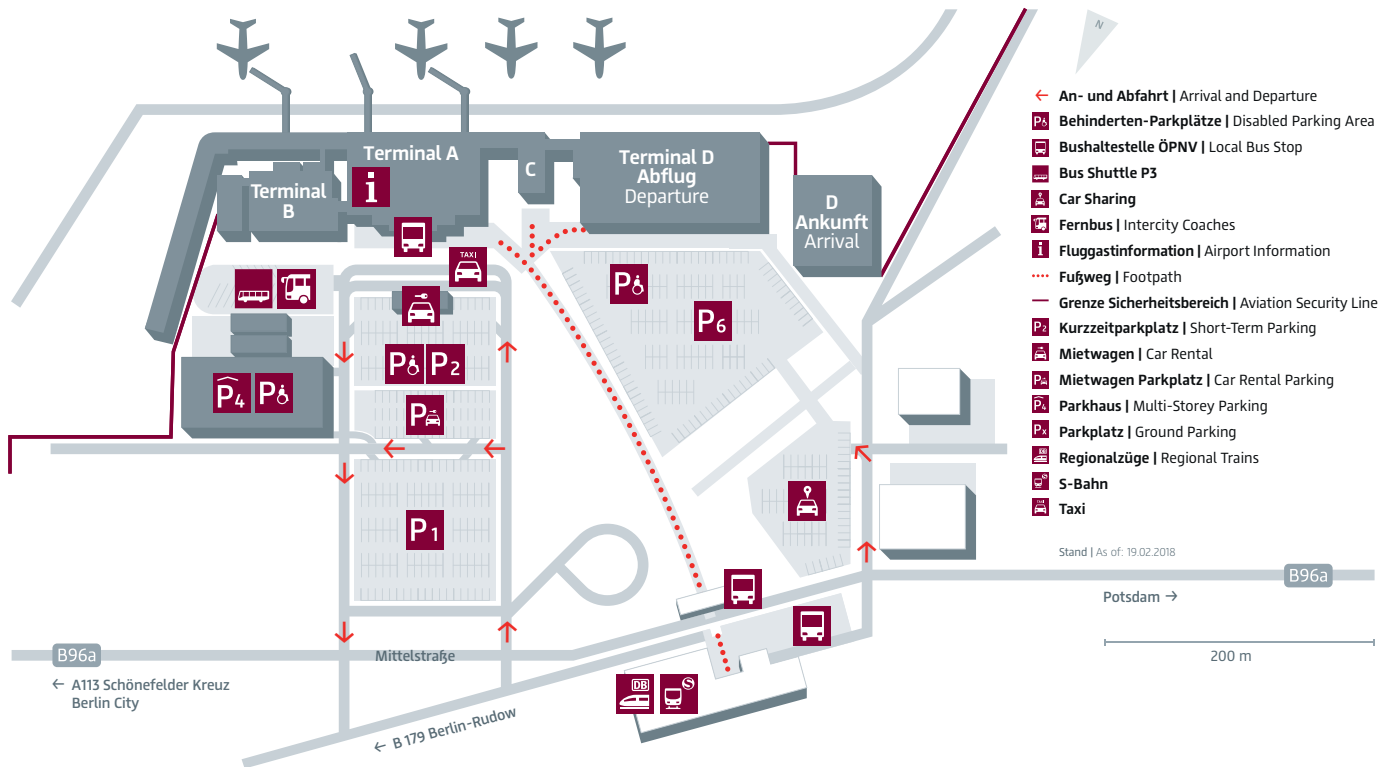 N
Terminal A
i
C
Terminal D
Abflug
Departure
Terminal
B
D
Ankunft
Arrival
TAXI
P
P6
P P2
P4 P
P
P1
DB S
B96a
Potsdam →
200 m
B96a
← A113 Schönefelder Kreuz
Berlin City
Mittelstraße
← B 179 Berlin-Rudow
← An- und Abfahrt | Arrival and Departure
P Behinderten-Parkplätze | Disabled Parking Area
Bushaltestelle ÖPNV | Local Bus Stop
Bus Shuttle P3
Car Sharing
Fernbus | Intercity Coaches
i Fluggastinformation | Airport Information
Fußweg | Footpath
Grenze Sicherheitsbereich | Aviation Security Line
P2 Kurzzeitparkplatz | Short-Term Parking
Mietwagen | Car Rental
P Mietwagen Parkplatz | Car Rental Parking
P4 Parkhaus | Multi-Storey Parking
Px Parkplatz | Ground Parking
DB Regionalzüge | Regional Trains
S S-Bahn
Taxi
Stand | As of: 19.02.2018